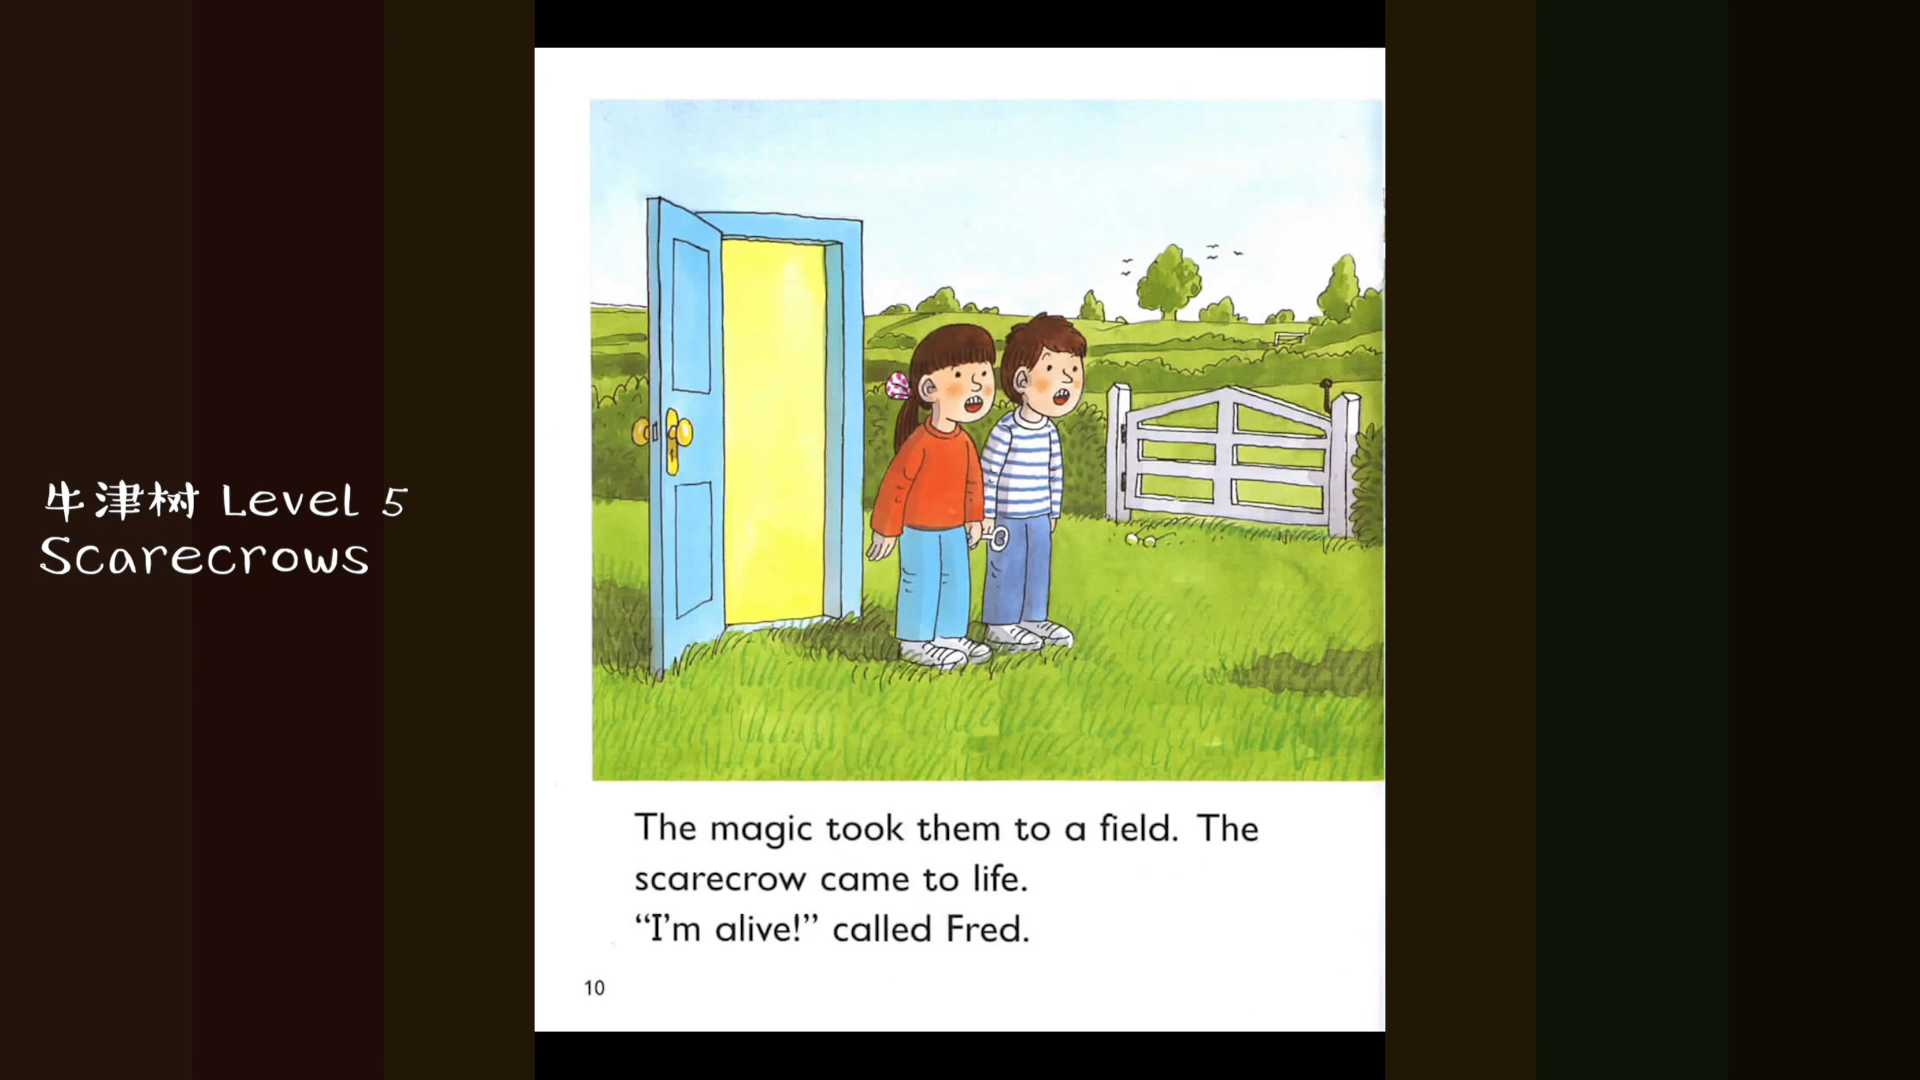 牛津树 Level 5
Scarecrows
The magic took them to a field. The
scarecrow came to life.
“I’m alive!” called Fred.
10